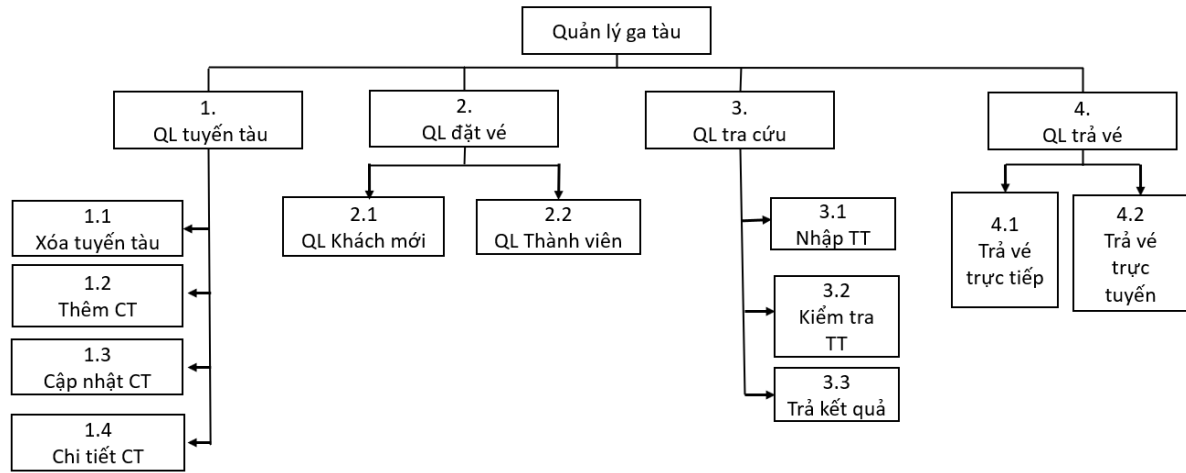 Quản lý ga tàu
1.
QL tuyến tàu
2.
QL đặt vé
3.
QL tra cứu
4.
QL trả vé
1.1
Xóa tuyến tàu
1.2
Thêm CT
1.3
Cập nhật CT
1.4
Chi tiết CT
2.1
QL Khách mới
2.2
QL Thành viên
3.1
Nhập TT
3.2
Kiểm tra
TT
3.3
Trả kết quả
4.1
Trả vé
trực tiếp
4.2
Trả vé
trực
tuyến